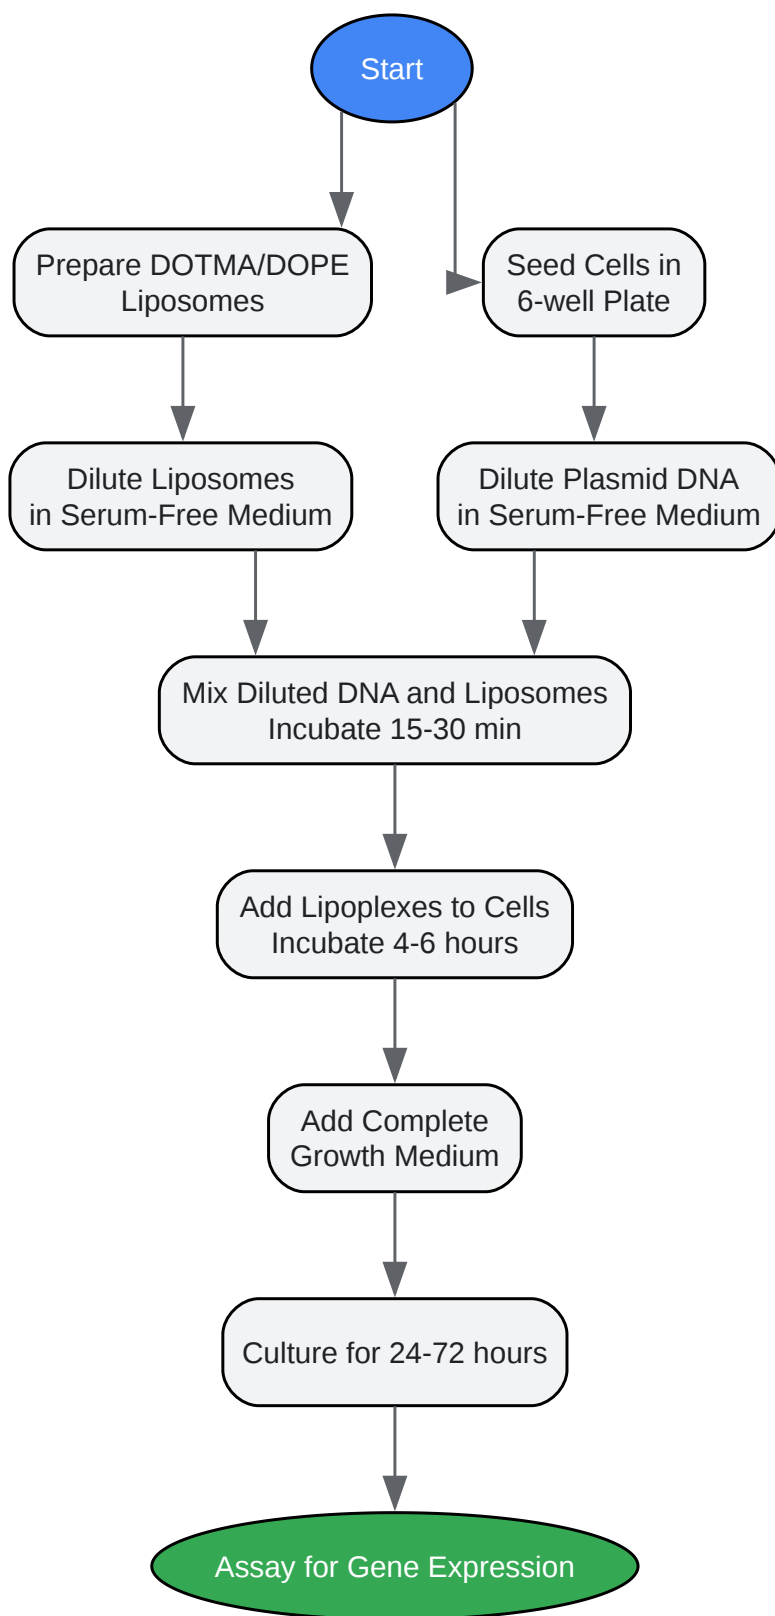 Start
Prepare DOTMA/DOPE
Liposomes
Seed Cells in
6-well Plate
Dilute Liposomes
in Serum-Free Medium
Dilute Plasmid DNA
in Serum-Free Medium
Mix Diluted DNA and Liposomes
Incubate 15-30 min
Add Lipoplexes to Cells
Incubate 4-6 hours
Add Complete
Growth Medium
Culture for 24-72 hours
Assay for Gene Expression